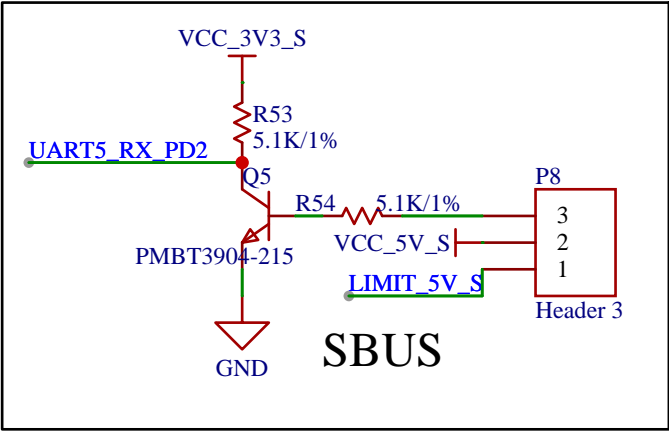 VCC_3V3_S
R53
5.1K/1%
UART5_RX_PD2
Q5
P8
R54
5.1K/1%
3
VCC_5V_S
2
PMBT3904-215
1
LIMIT_5V_S
Header 3
SBUS
GND